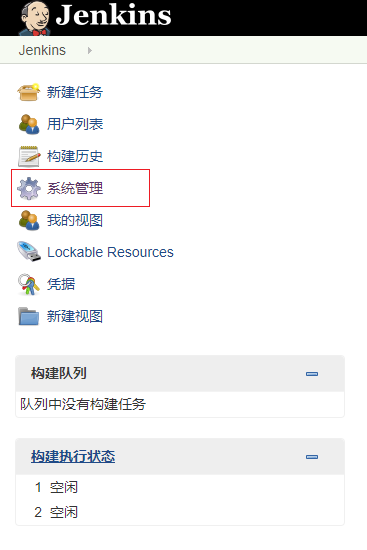 Jenkins
Jenkins
新建任务
用户列表
构建历史
系统管理
我的视图
Lockable Resources
凭据
新建视图
构建队列
队列中没有构建任务
构建执行状态
1 空闲
2 空闲